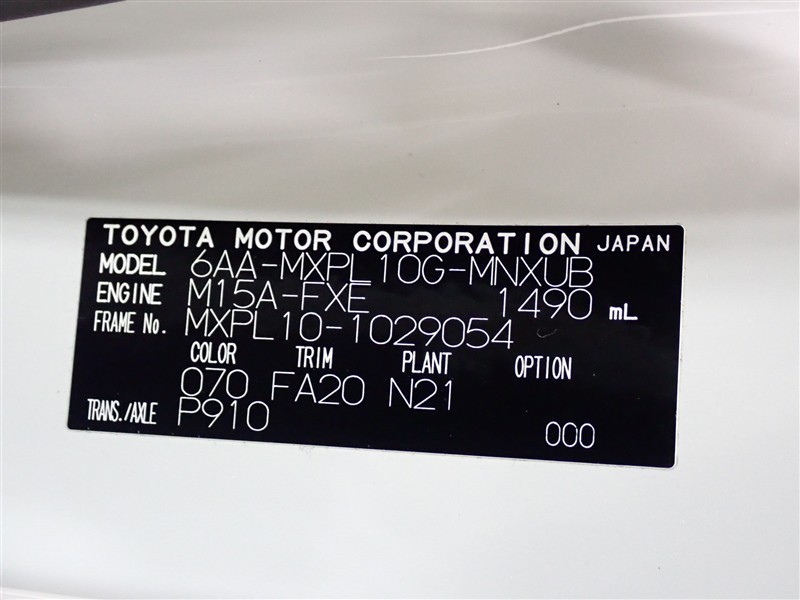 TOYOTA MOTOR CORPORATION JAPAN
MODEL 6AA-MXPL10G-MNXUB
ENGINE M15A-FXE 1490 mL
FRAME No. MXPL10-1029054
COLOR TRIM PLANT OPTION
070 FA20 N21
TRANS./AXLE P910 000